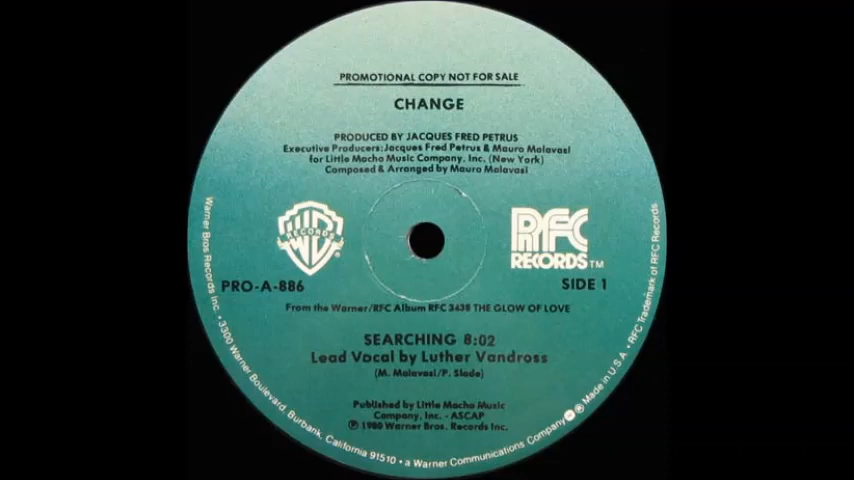 PROMOTIONAL COPY NOT FOR SALE
CHANGE
PRODUCED BY JACQUES FRED PETRUS
Executive Producers: Jacques Fred Petrus & Mauro Malavasi
for Little Macho Music Company, Inc. (New York)
Composed & Arranged by Mauro Malavasi
WB RECORDS ®
RFC RECORDS TM
PRO-A-886
SIDE 1
From the Warner/RFC Album RFC 3438 THE GLOW OF LOVE
SEARCHING 8:02
Lead Vocal by Luther Vandross
(M. Malavasi/P. Slade)
Published by Little Macho Music
Company, Inc. - ASCAP
℗ 1980 Warner Bros. Records Inc.
Warner Bros Records Inc. • 3300 Warner Boulevard, Burbank, California 91510 • a Warner Communications Company ® Made in U.S.A. • RFC Trademark of RFC Records